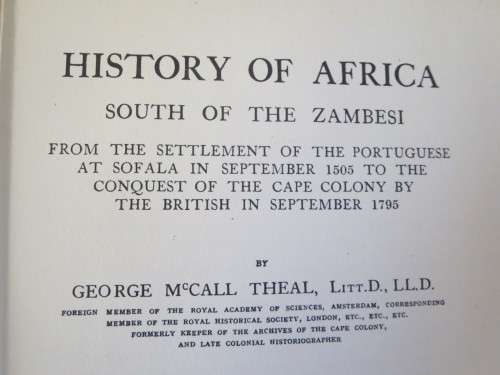 HISTORY OF AFRICA
SOUTH OF THE ZAMBESI
FROM THE SETTLEMENT OF THE PORTUGUESE
AT SOFALA IN SEPTEMBER 1505 TO THE
CONQUEST OF THE CAPE COLONY BY
THE BRITISH IN SEPTEMBER 1795
BY
GEORGE McCALL THEAL, LITT.D., LL.D.
FOREIGN MEMBER OF THE ROYAL ACADEMY OF SCIENCES, AMSTERDAM, CORRESPONDING
MEMBER OF THE ROYAL HISTORICAL SOCIETY, LONDON, ETC., ETC., ETC.
FORMERLY KEEPER OF THE ARCHIVES OF THE CAPE COLONY,
AND LATE COLONIAL HISTORIOGRAPHER